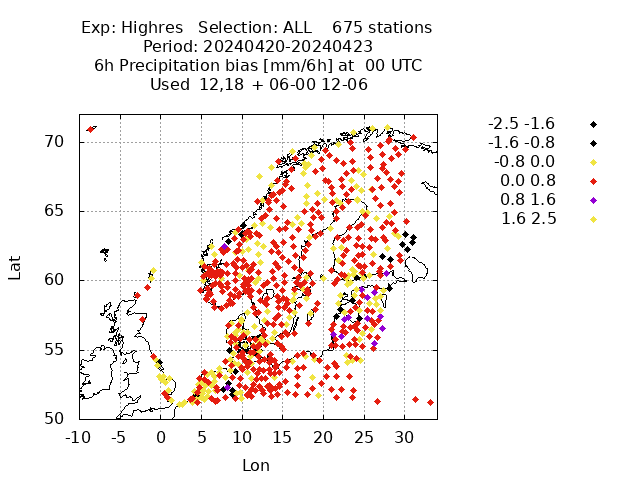 Exp: Highres Selection: ALL 675 stations
Period: 20240420-20240423
6h Precipitation bias [mm/6h] at 00 UTC
Used 12,18 + 06-00 12-06
-2.5 -1.6
-1.6 -0.8
-0.8 0.0
0.0 0.8
0.8 1.6
1.6 2.5
70
65
60
55
50
Lat
-10 -5 0 5 10 15 20 25 30
Lon